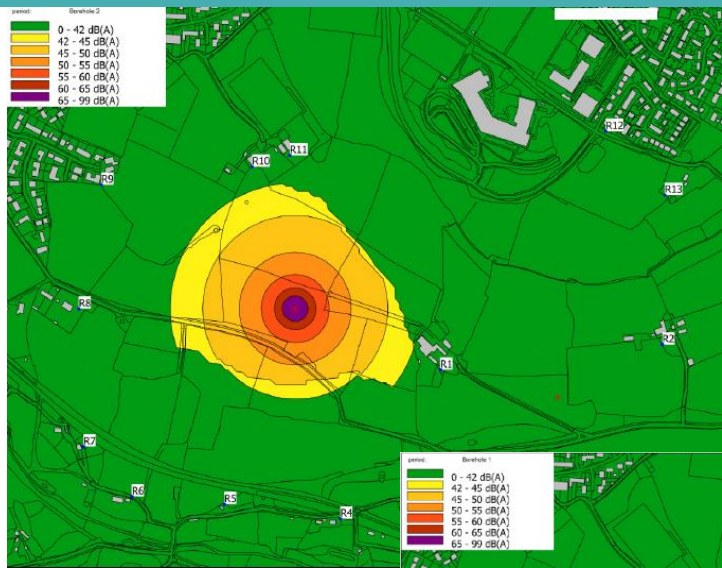 period: Borehole 2
0 - 42 dB(A)
42 - 45 dB(A)
45 - 50 dB(A)
50 - 55 dB(A)
55 - 60 dB(A)
60 - 65 dB(A)
65 - 99 dB(A)
R12
R11
R10
R9
R13
R8
R2
R1
R7
R6
R5
R4
period: Borehole 1
0 - 42 dB(A)
42 - 45 dB(A)
45 - 50 dB(A)
50 - 55 dB(A)
55 - 60 dB(A)
60 - 65 dB(A)
65 - 99 dB(A)